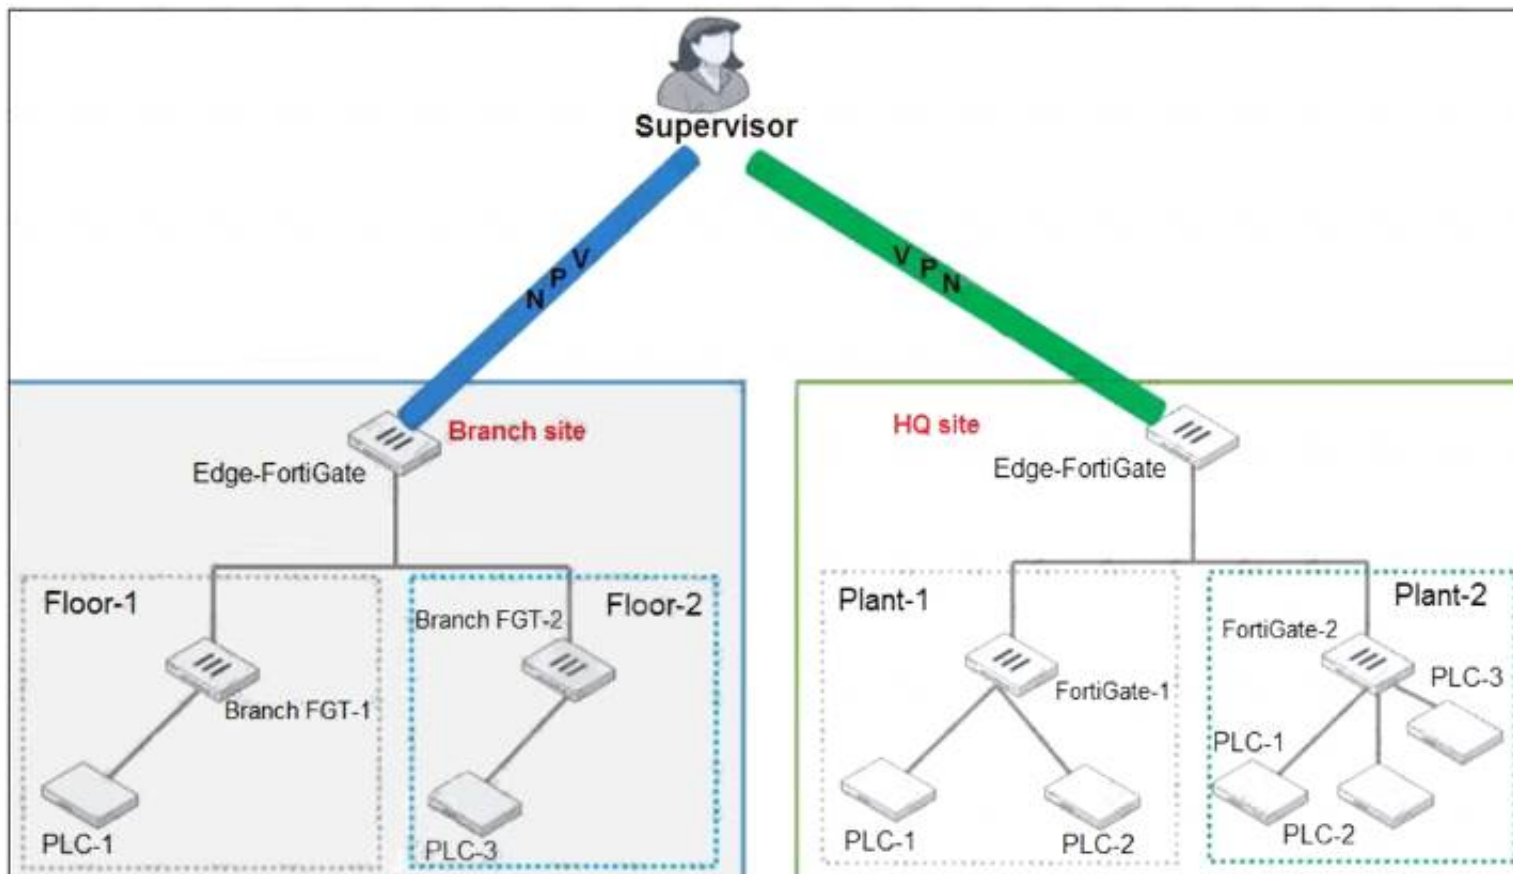 Supervisor
VPN
VPN
Branch site
HQ site
Edge-FortiGate
Edge-FortiGate
Floor-1
Floor-2
Branch FGT-2
Branch FGT-1
PLC-1
PLC-3
Plant-1
Plant-2
FortiGate-2
FortiGate-1
PLC-3
PLC-1
PLC-1
PLC-2
PLC-2